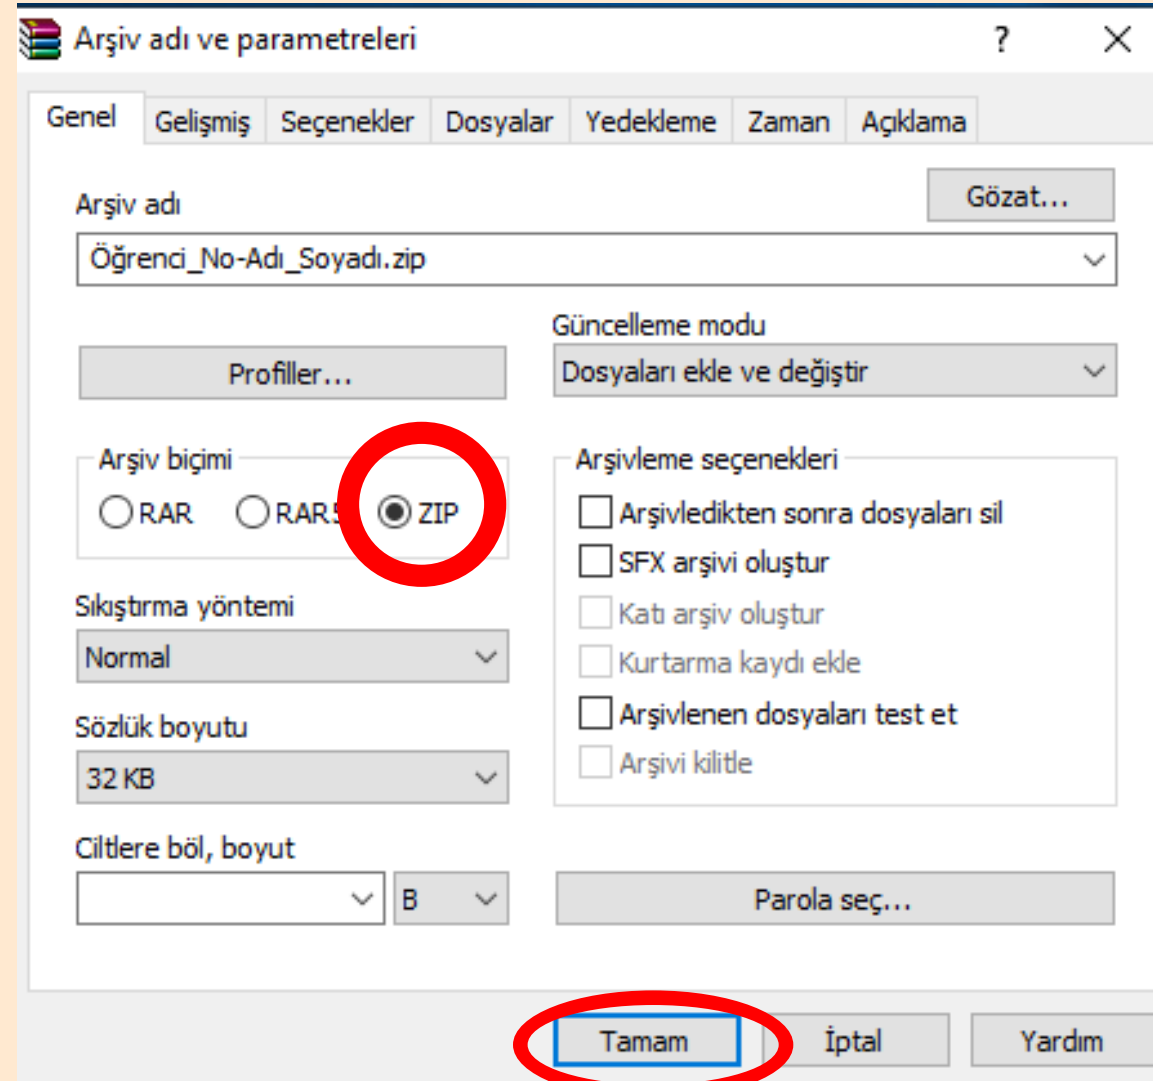 Arşiv adı ve parametreleri
Genel Gelişmiş Seçenekler Dosyalar Yedekleme Zaman Açıklama
Arşiv adı
Gözat...
Öğrenci_No-Adı_Soyadı.zip
Güncelleme modu
Profiller...
Dosyaları ekle ve değiştir
Arşiv biçimi
RAR RAR5 ZIP
Sıkıştırma yöntemi
Normal
Sözlük boyutu
32 KB
Ciltlere böl, boyut
B
Arşivleme seçenekleri
Arşivledikten sonra dosyaları sil
SFX arşivi oluştur
Katı arşiv oluştur
Kurtarma kaydı ekle
Arşivlenen dosyaları test et
Arşivi kilitle
Parola seç...
Tamam İptal Yardım